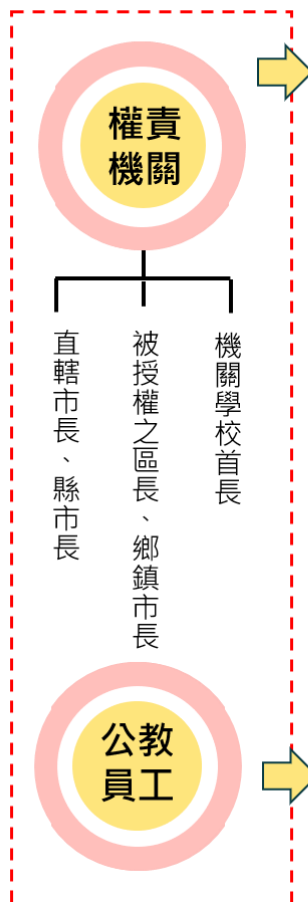 權責
機關
直轄市長、縣市長
被授權之區長、鄉鎮市長
機關學校首長
公教
員工